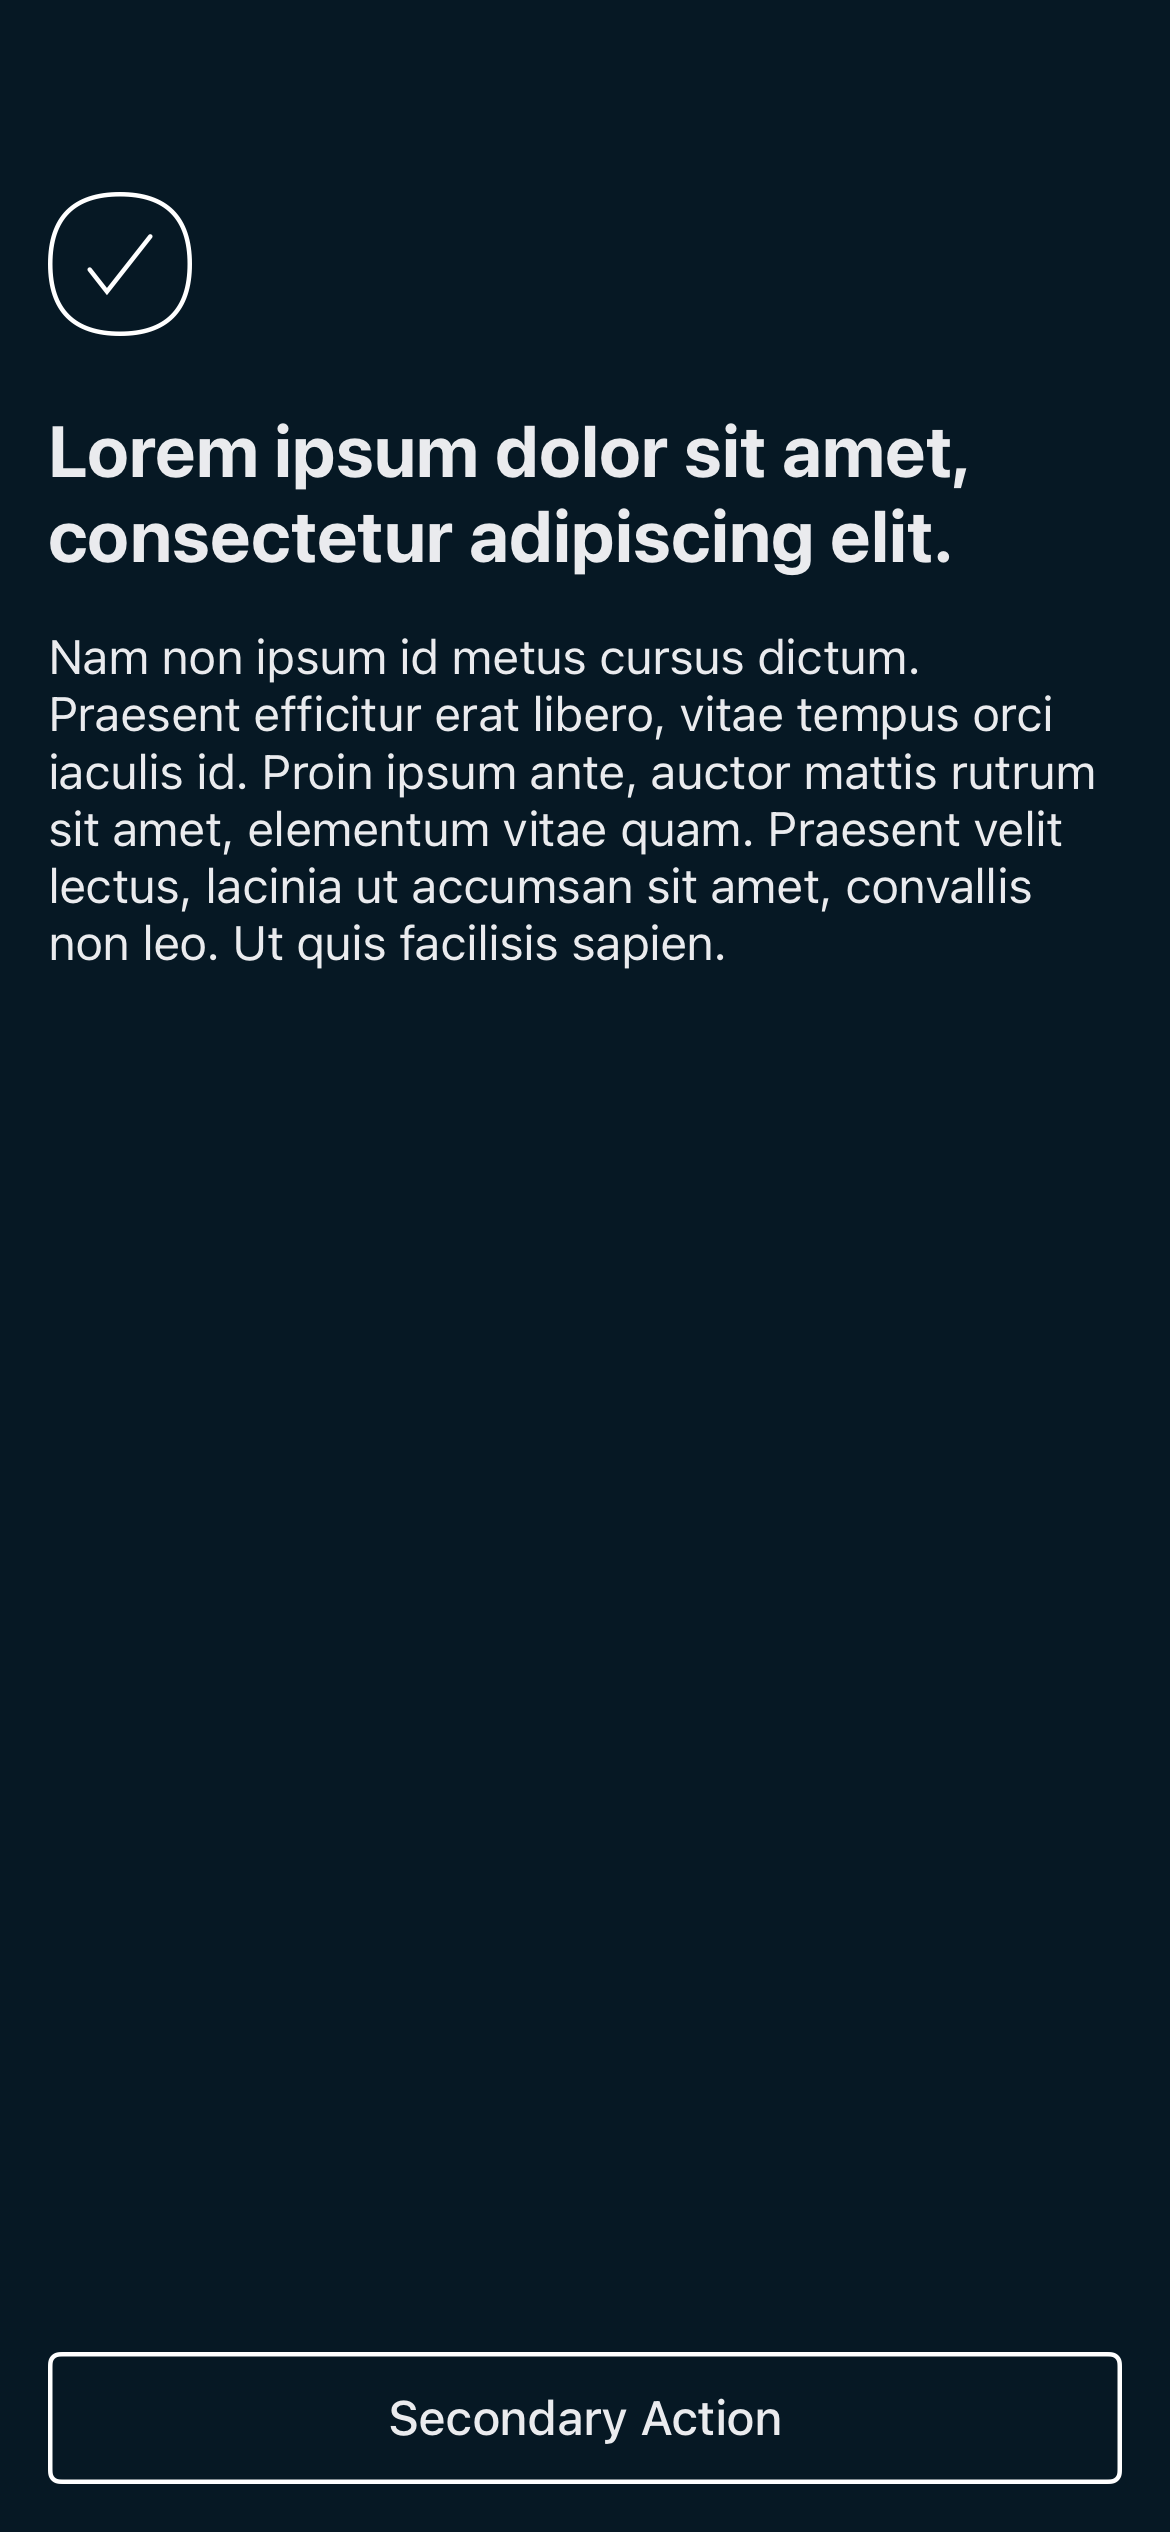 Lorem ipsum dolor sit amet,
consectetur adipiscing elit.
Nam non ipsum id metus cursus dictum.
Praesent efficitur erat libero, vitae tempus orci
iaculis id. Proin ipsum ante, auctor mattis rutrum
sit amet, elementum vitae quam. Praesent velit
lectus, lacinia ut accumsan sit amet, convallis
non leo. Ut quis facilisis sapien.
Secondary Action